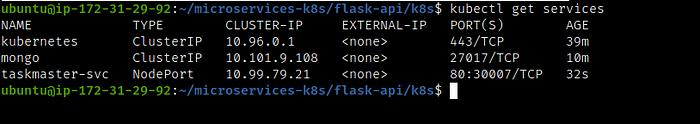 ubuntu@ip-172-31-29-92:~/microservices-k8s/flask-api/k8s$ kubectl get services
NAME TYPE CLUSTER-IP EXTERNAL-IP PORT(S) AGE
kubernetes ClusterIP 10.96.0.1 <none> 443/TCP 39m
mongo ClusterIP 10.101.9.108 <none> 27017/TCP 10m
taskmaster-svc NodePort 10.99.79.21 <none> 80:30007/TCP 32s
ubuntu@ip-172-31-29-92:~/microservices-k8s/flask-api/k8s$